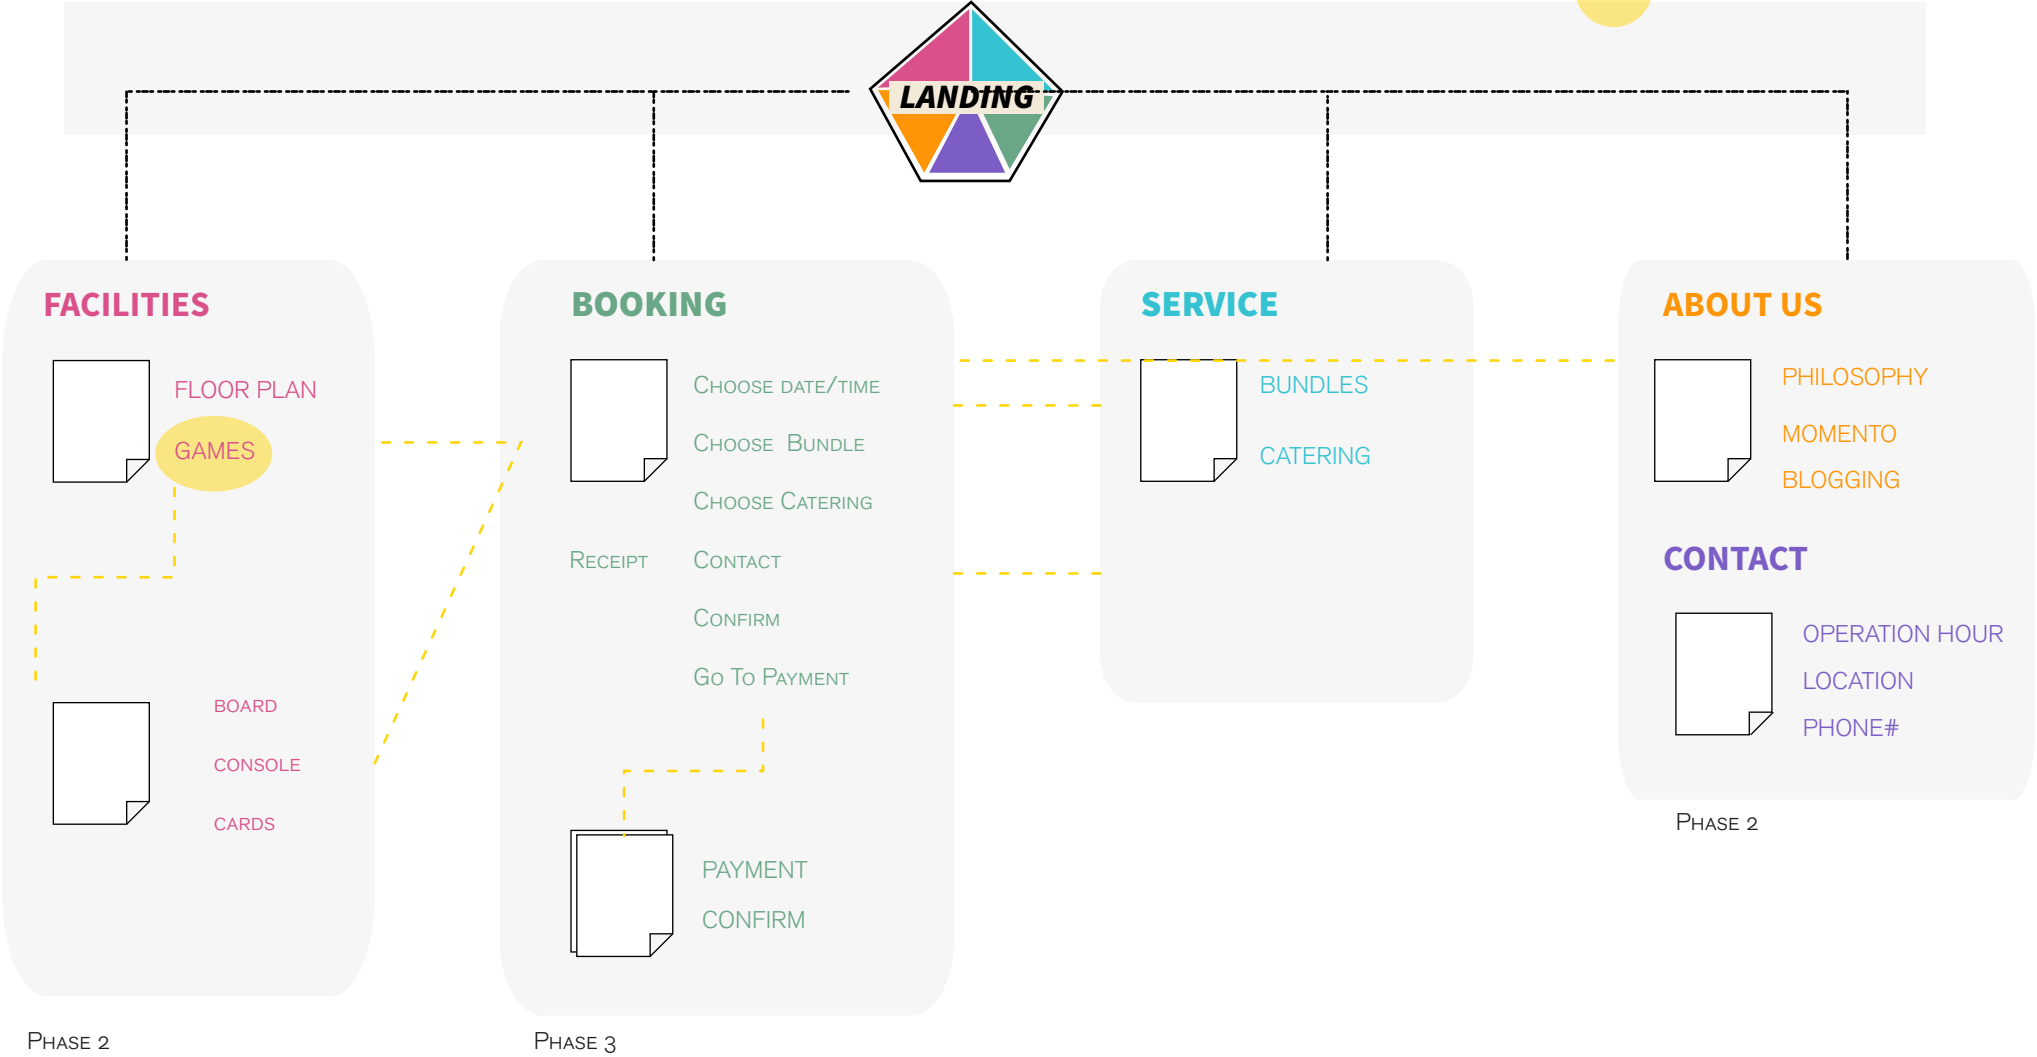 LANDING
FACILITIES
FLOOR PLAN
GAMES
BOARD
CONSOLE
CARDS
Phase 2
BOOKING
Choose date/time
Choose Bundle
Choose Catering
Receipt
Contact
Confirm
Go To Payment
PAYMENT
CONFIRM
Phase 3
SERVICE
BUNDLES
CATERING
ABOUT US
PHILOSOPHY
MOMENTO
BLOGGING
CONTACT
OPERATION HOUR
LOCATION
PHONE#
Phase 2